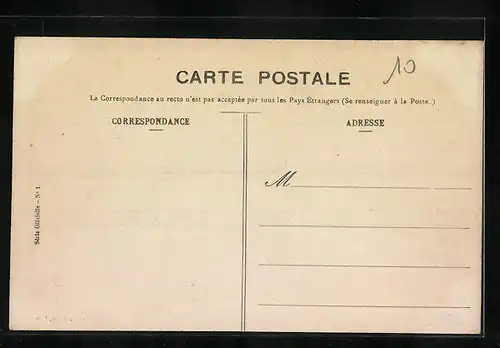 10
CARTE POSTALE
La Correspondance au recto n'est pas acceptée par tous les Pays Étrangers (Se renseigner à la Poste.)
CORRESPONDANCE
ADRESSE
M
Série Officielle - N° 1